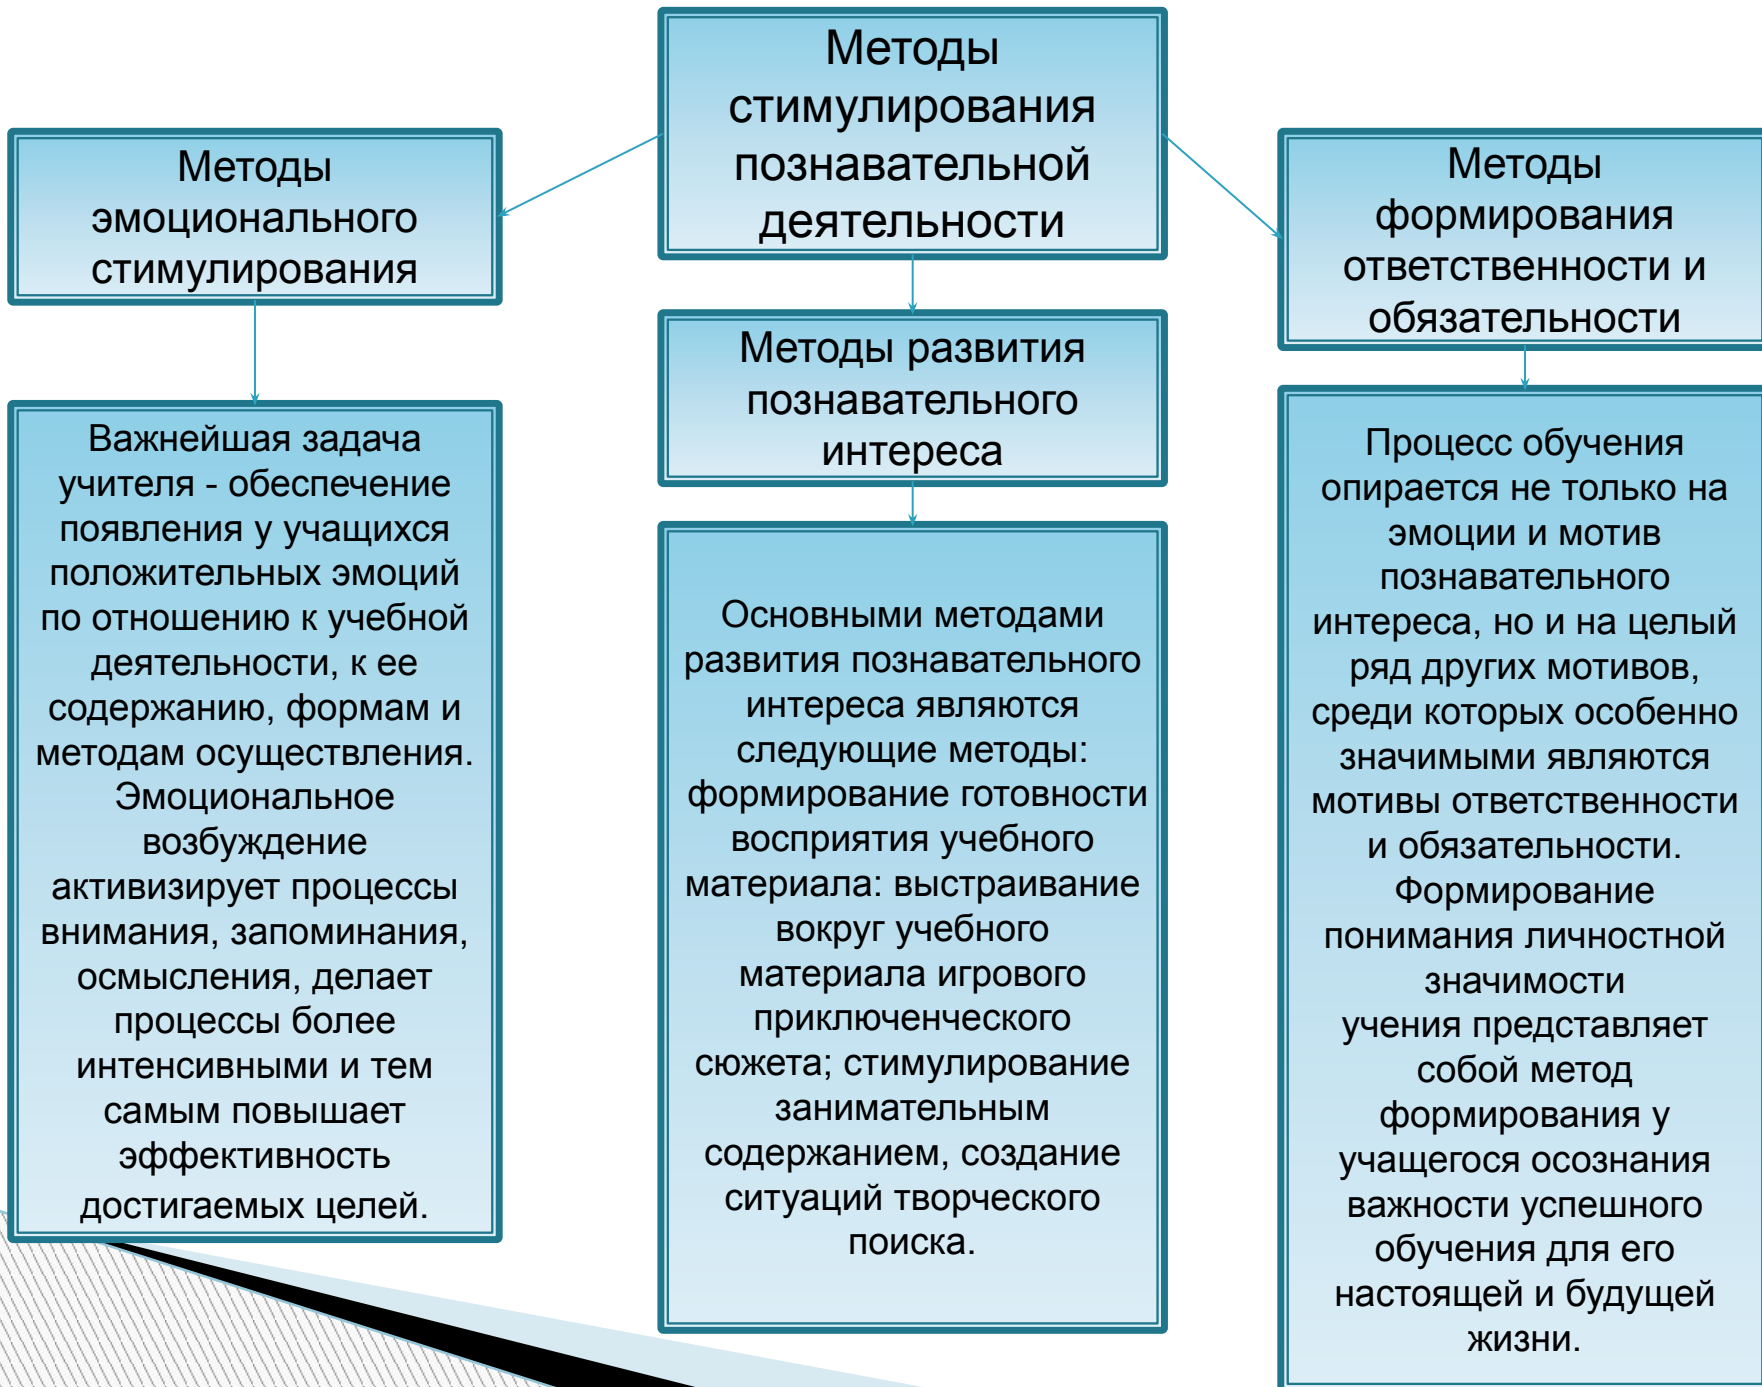 Методы
стимулирования
познавательной
деятельности
Методы
эмоционального
стимулирования
Методы
формирования
ответственности и
обязательности
Методы развития
познавательного
интереса
Важнейшая задача
учителя - обеспечение
появления у учащихся
положительных эмоций
по отношению к учебной
деятельности, к ее
содержанию, формам и
методам осуществления.
Эмоциональное
возбуждение
активизирует процессы
внимания, запоминания,
осмысления, делает
процессы более
интенсивными и тем
самым повышает
эффективность
достигаемых целей.
Основными методами
развития познавательного
интереса являются
следующие методы:
формирование готовности
восприятия учебного
материала: выстраивание
вокруг учебного
материала игрового
приключенческого
сюжета; стимулирование
занимательным
содержанием, создание
ситуаций творческого
поиска.
Процесс обучения
опирается не только на
эмоции и мотив
познавательного
интереса, но и на целый
ряд других мотивов,
среди которых особенно
значимыми являются
мотивы ответственности
и обязательности.
Формирование
понимания личностной
значимости
учения представляет
собой метод
формирования у
учащегося осознания
важности успешного
обучения для его
настоящей и будущей
жизни.